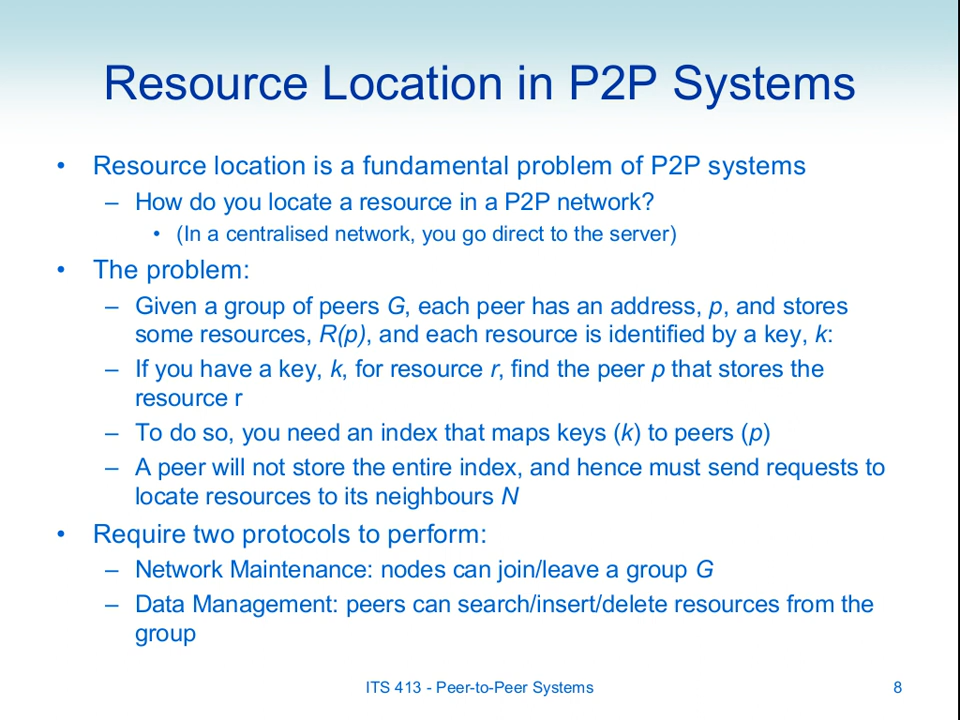 Resource Location in P2P Systems
• Resource location is a fundamental problem of P2P systems
– How do you locate a resource in a P2P network?
• (In a centralised network, you go direct to the server)
• The problem:
– Given a group of peers G, each peer has an address, p, and stores
some resources, R(p), and each resource is identified by a key, k:
– If you have a key, k, for resource r, find the peer p that stores the
resource r
– To do so, you need an index that maps keys (k) to peers (p)
– A peer will not store the entire index, and hence must send requests to
locate resources to its neighbours N
• Require two protocols to perform:
– Network Maintenance: nodes can join/leave a group G
– Data Management: peers can search/insert/delete resources from the
group
ITS 413 - Peer-to-Peer Systems
8